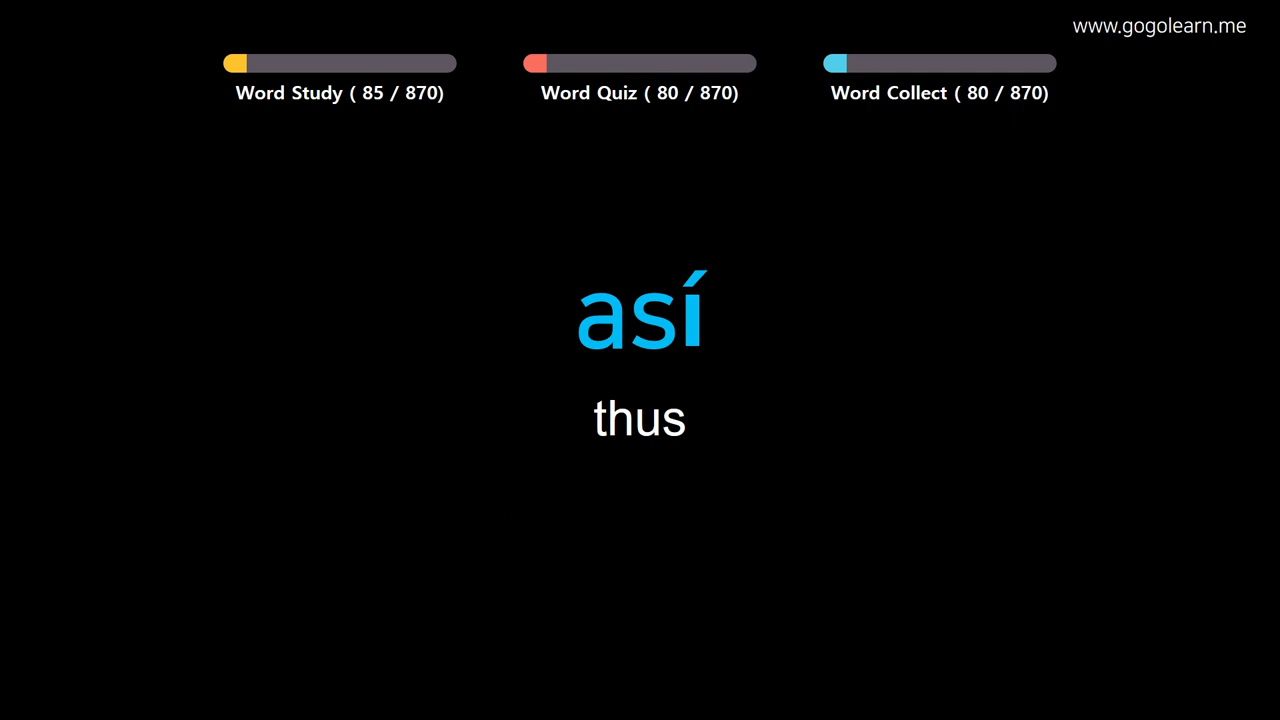 www.gogolearn.me
Word Study ( 85 / 870)
Word Quiz ( 80 / 870)
Word Collect ( 80 / 870)
así
thus